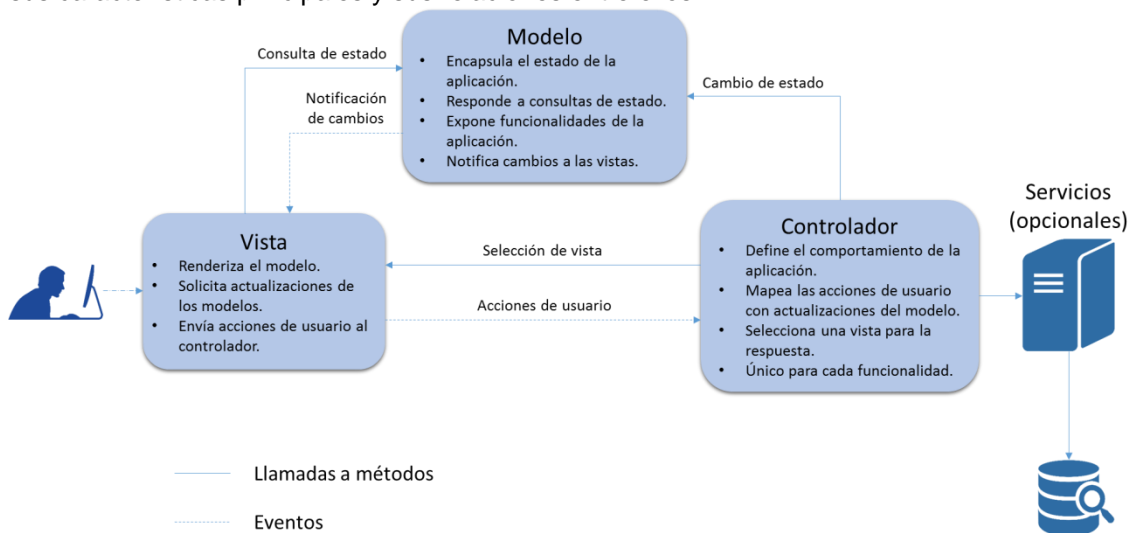 Modelo
• Encapsula el estado de la
aplicación.
• Responde a consultas de estado.
• Expone funcionalidades de la
aplicación.
• Notifica cambios a las vistas.
Consulta de estado
Notificación
de cambios
Cambio de estado
Vista
• Renderiza el modelo.
• Solicita actualizaciones de
los modelos.
• Envía acciones de usuario al
controlador.
Selección de vista
Acciones de usuario
Controlador
• Define el comportamiento de la
aplicación.
• Mapea las acciones de usuario
con actualizaciones del modelo.
• Selecciona una vista para la
respuesta.
• Único para cada funcionalidad.
Servicios
(opcionales)
Llamadas a métodos
Eventos